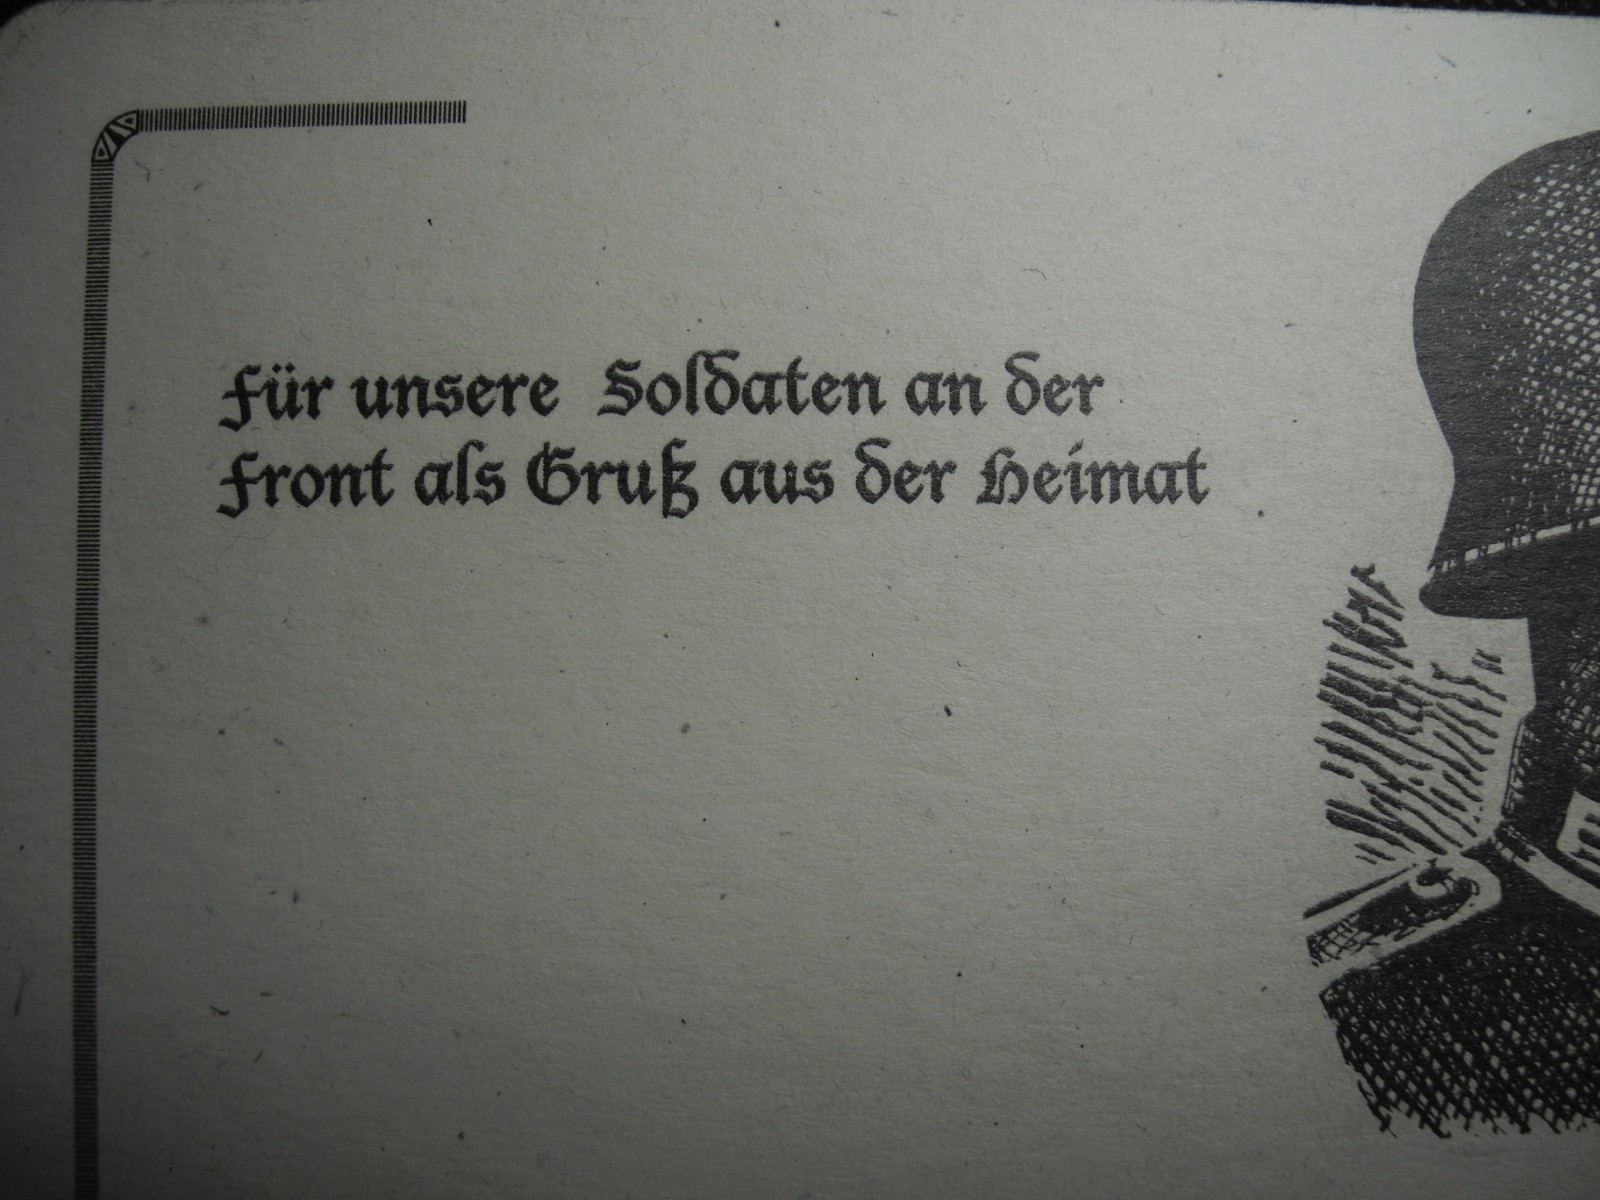 Für unsere Soldaten an der
Front als Gruß aus der Heimat